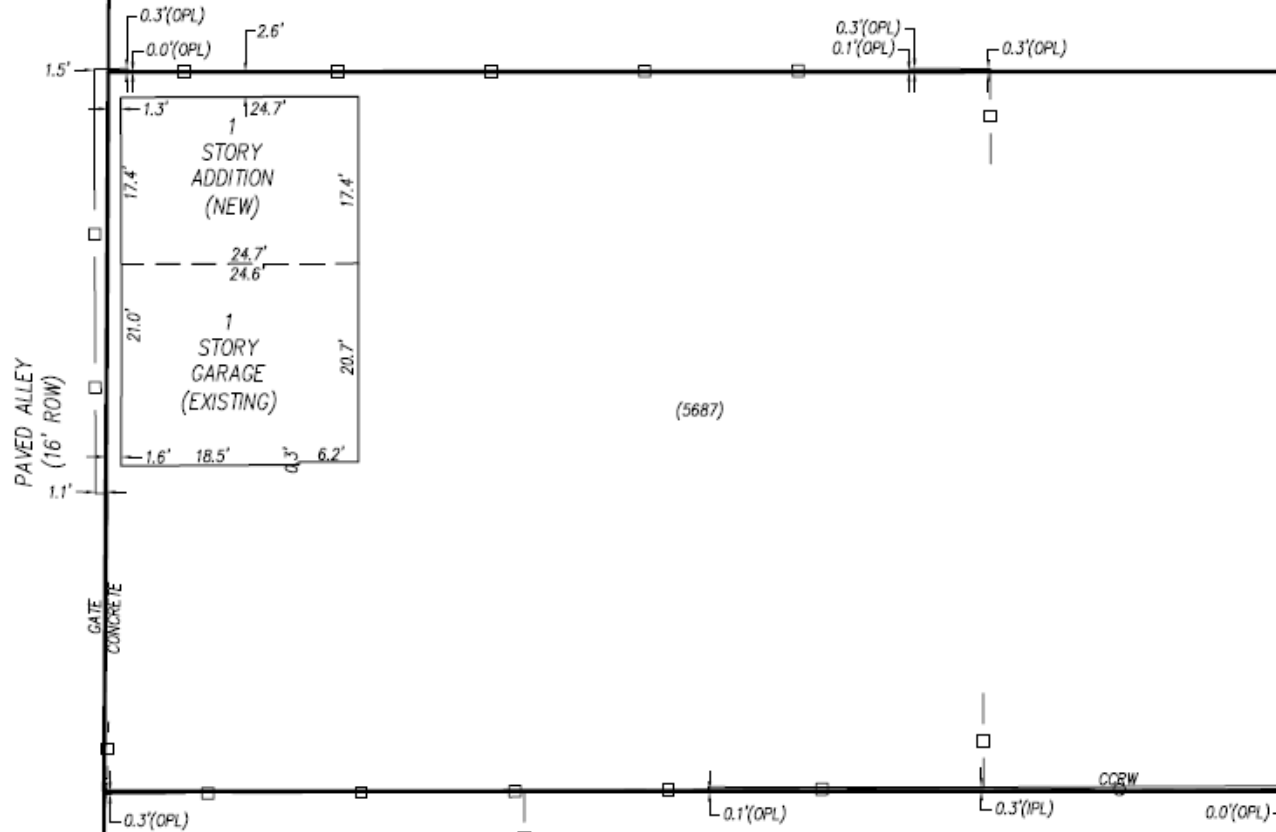 0.3'(OPL)
2.6'
0.3'(OPL)
0.0'(OPL)
0.1'(OPL)
0.3'(OPL)
1.5'
1.3'
24.7'
1
STORY
ADDITION
(NEW)
17.4'
17.4'
24.7'
24.6'
1
STORY
GARAGE
(EXISTING)
21.0'
20.7'
PAVED ALLEY
(16' ROW)
(5687)
1.6'
18.5'
0.3'
6.2'
1.1'
GATE
CONCRETE
CCRW
0.3'(OPL)
0.1'(OPL)
0.3'(IPL)
0.0'(OPL)